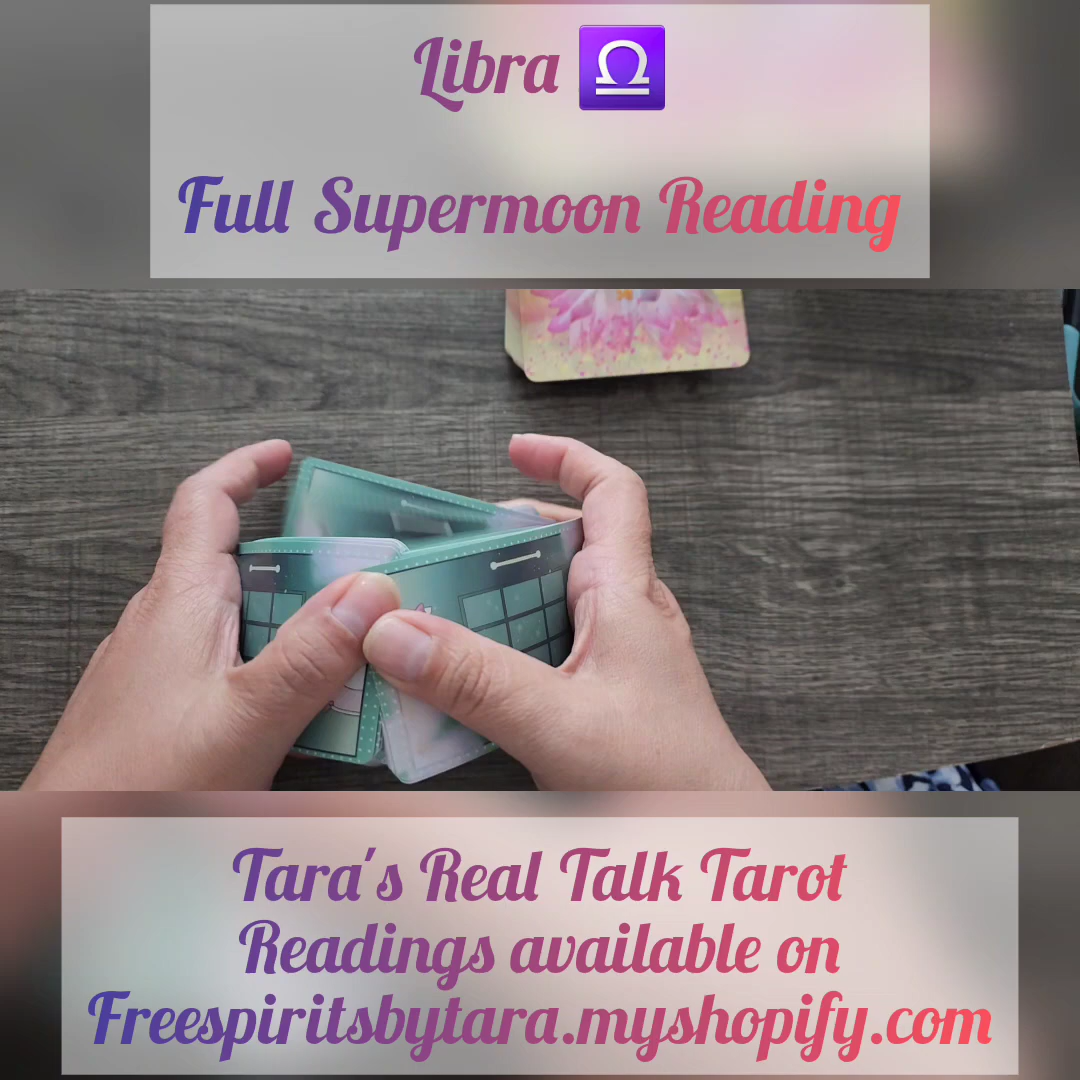 Libra ♎
Full Supermoon Reading
Tara's Real Talk Tarot
Readings available on
Freespiritsbytara.myshopify.com